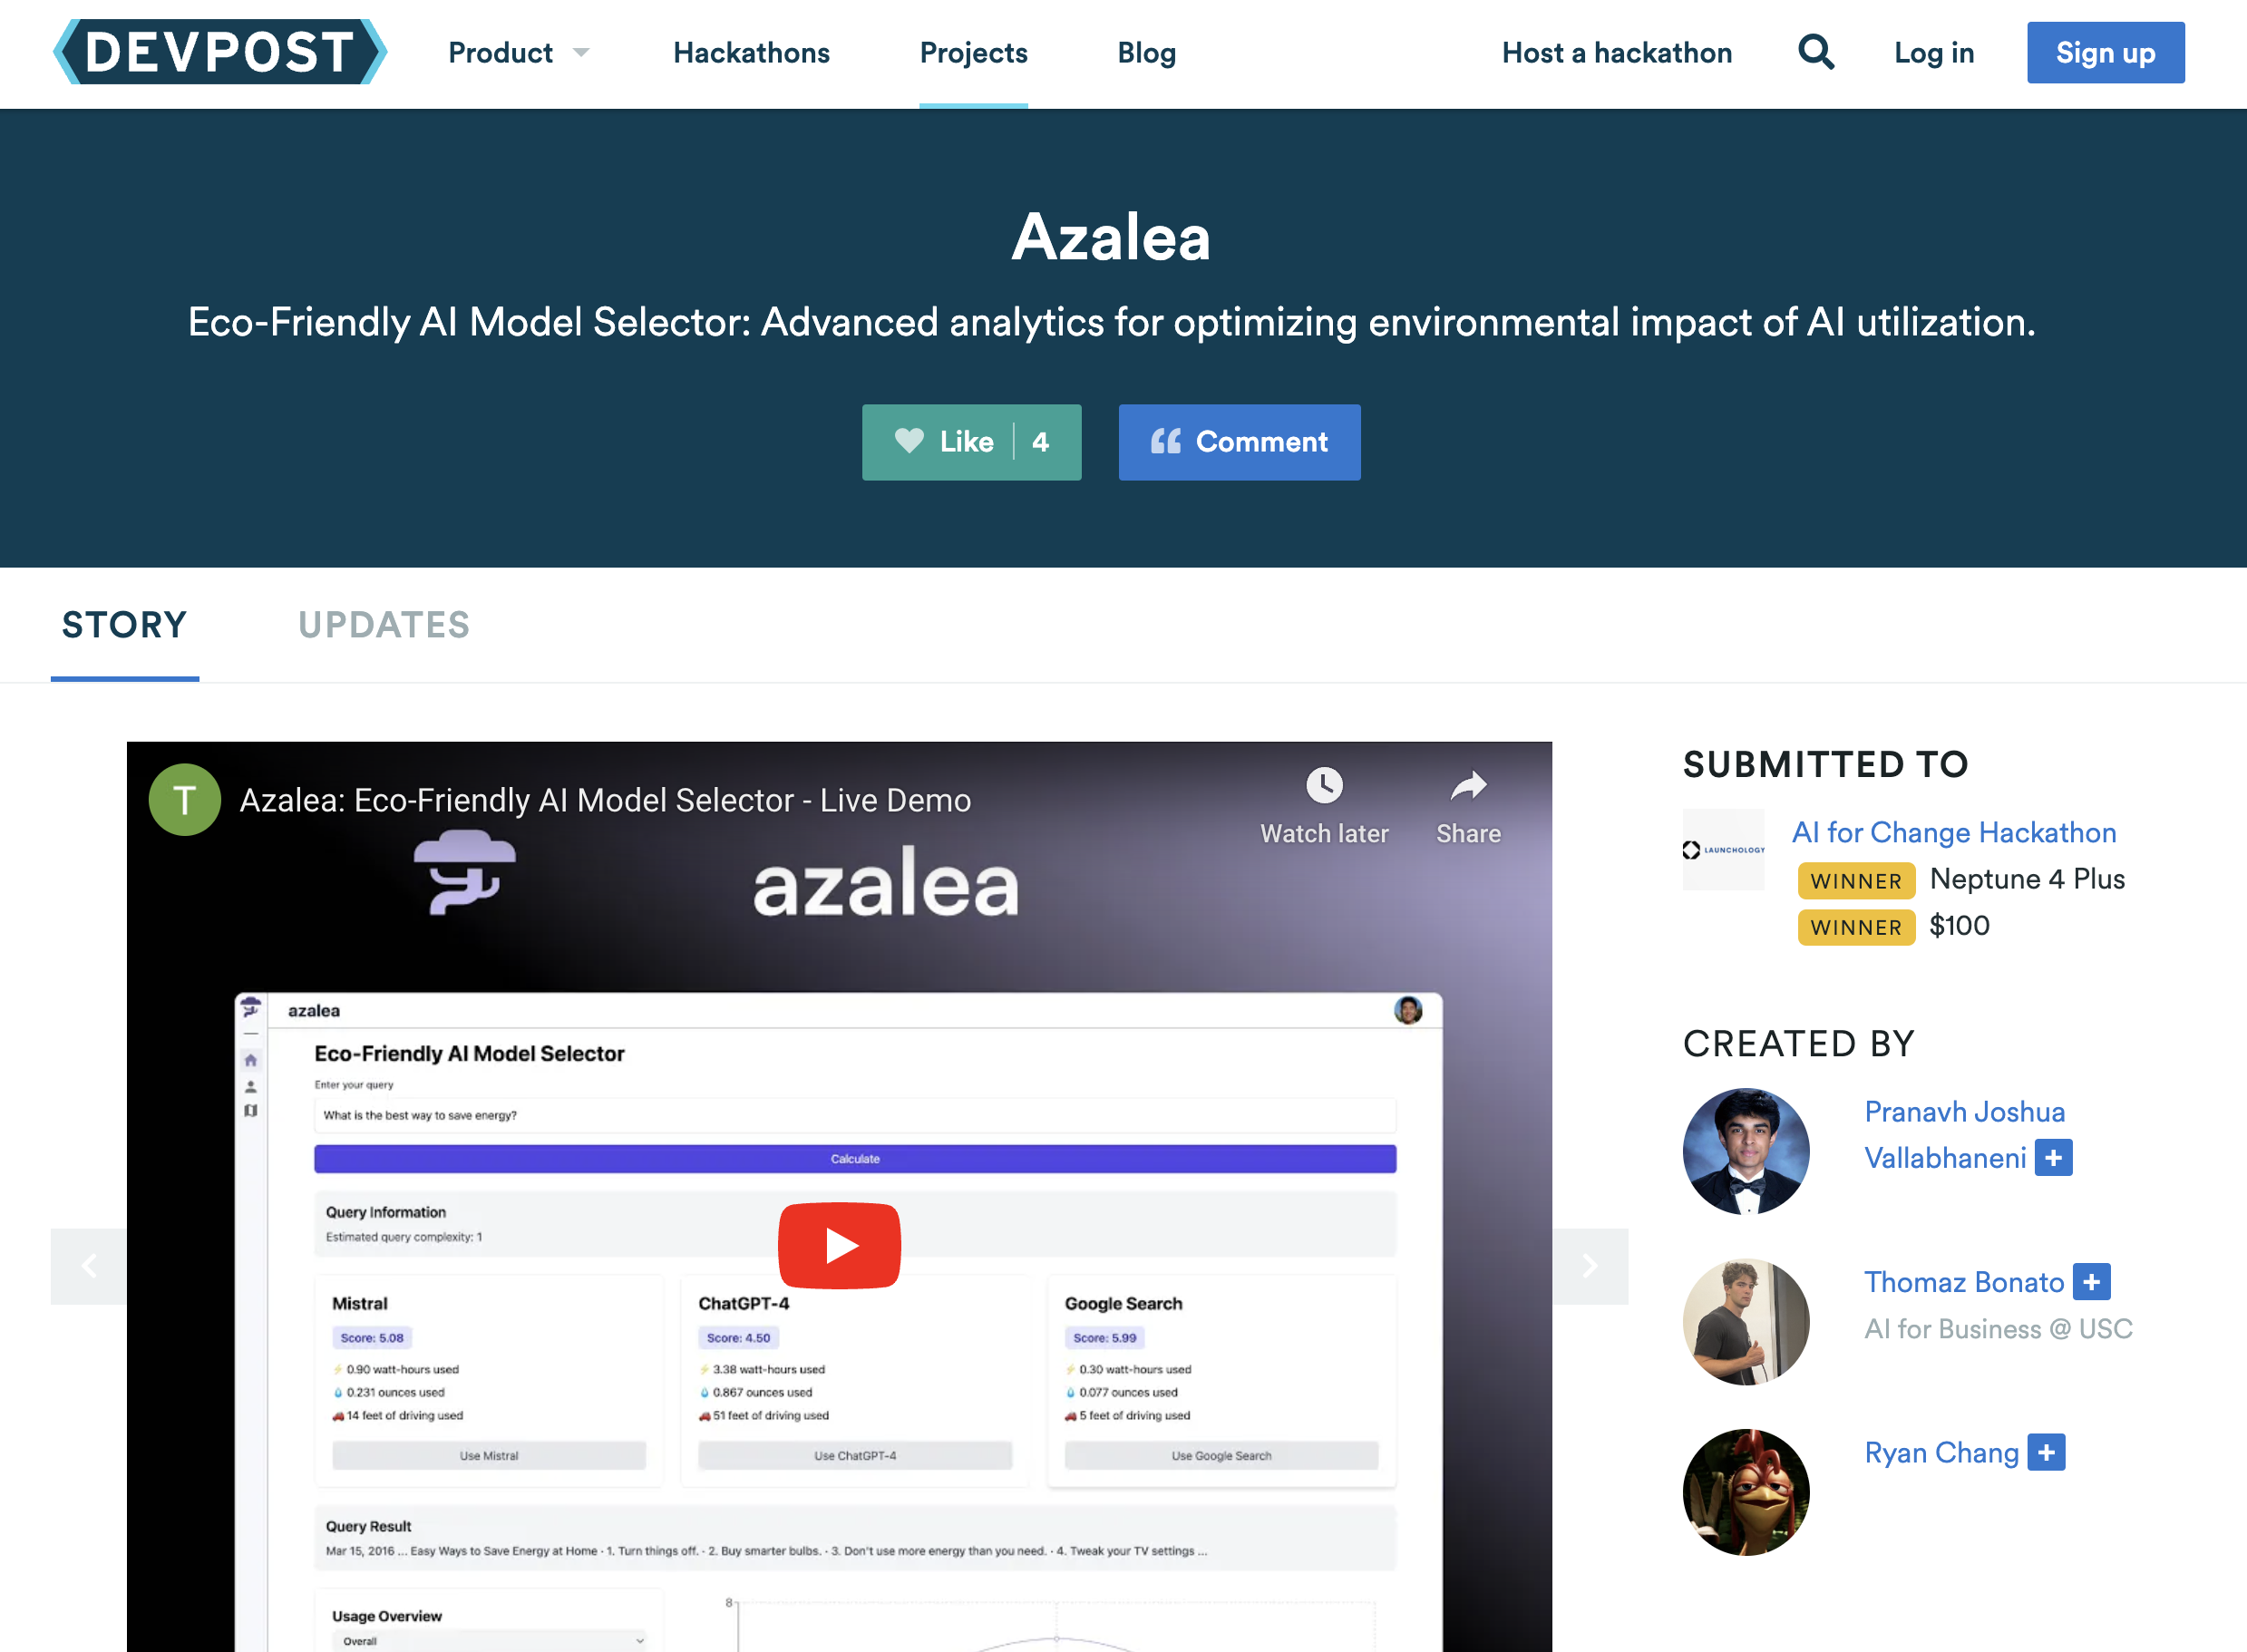 DEVPOST
Product
Hackathons
Projects
Blog
Host a hackathon
Log in
Sign up
Azalea
Eco-Friendly AI Model Selector: Advanced analytics for optimizing environmental impact of AI utilization.
Like 4
Comment
STORY
UPDATES
T
Azalea: Eco-Friendly AI Model Selector - Live Demo
Watch later
Share
azalea
azalea
Eco-Friendly AI Model Selector
Enter your query
What is the best way to save energy?
Calculate
Query Information
Estimated query complexity: 1
Mistral
Score: 5.08
0.90 watt-hours used
0.231 ounces used
14 feet of driving used
Use Mistral
ChatGPT-4
Score: 4.50
3.38 watt-hours used
0.867 ounces used
51 feet of driving used
Use ChatGPT-4
Google Search
Score: 5.99
0.30 watt-hours used
0.077 ounces used
5 feet of driving used
Use Google Search
Query Result
Mar 15, 2016 ... Easy Ways to Save Energy at Home · 1. Turn things off. · 2. Buy smarter bulbs. · 3. Don't use more energy than you need. · 4. Tweak your TV settings ...
Usage Overview
Overall
8
SUBMITTED TO
LAUNCHOLOGY
AI for Change Hackathon
WINNER Neptune 4 Plus
WINNER $100
CREATED BY
Pranavh Joshua
Vallabhaneni
Thomaz Bonato
AI for Business @ USC
Ryan Chang